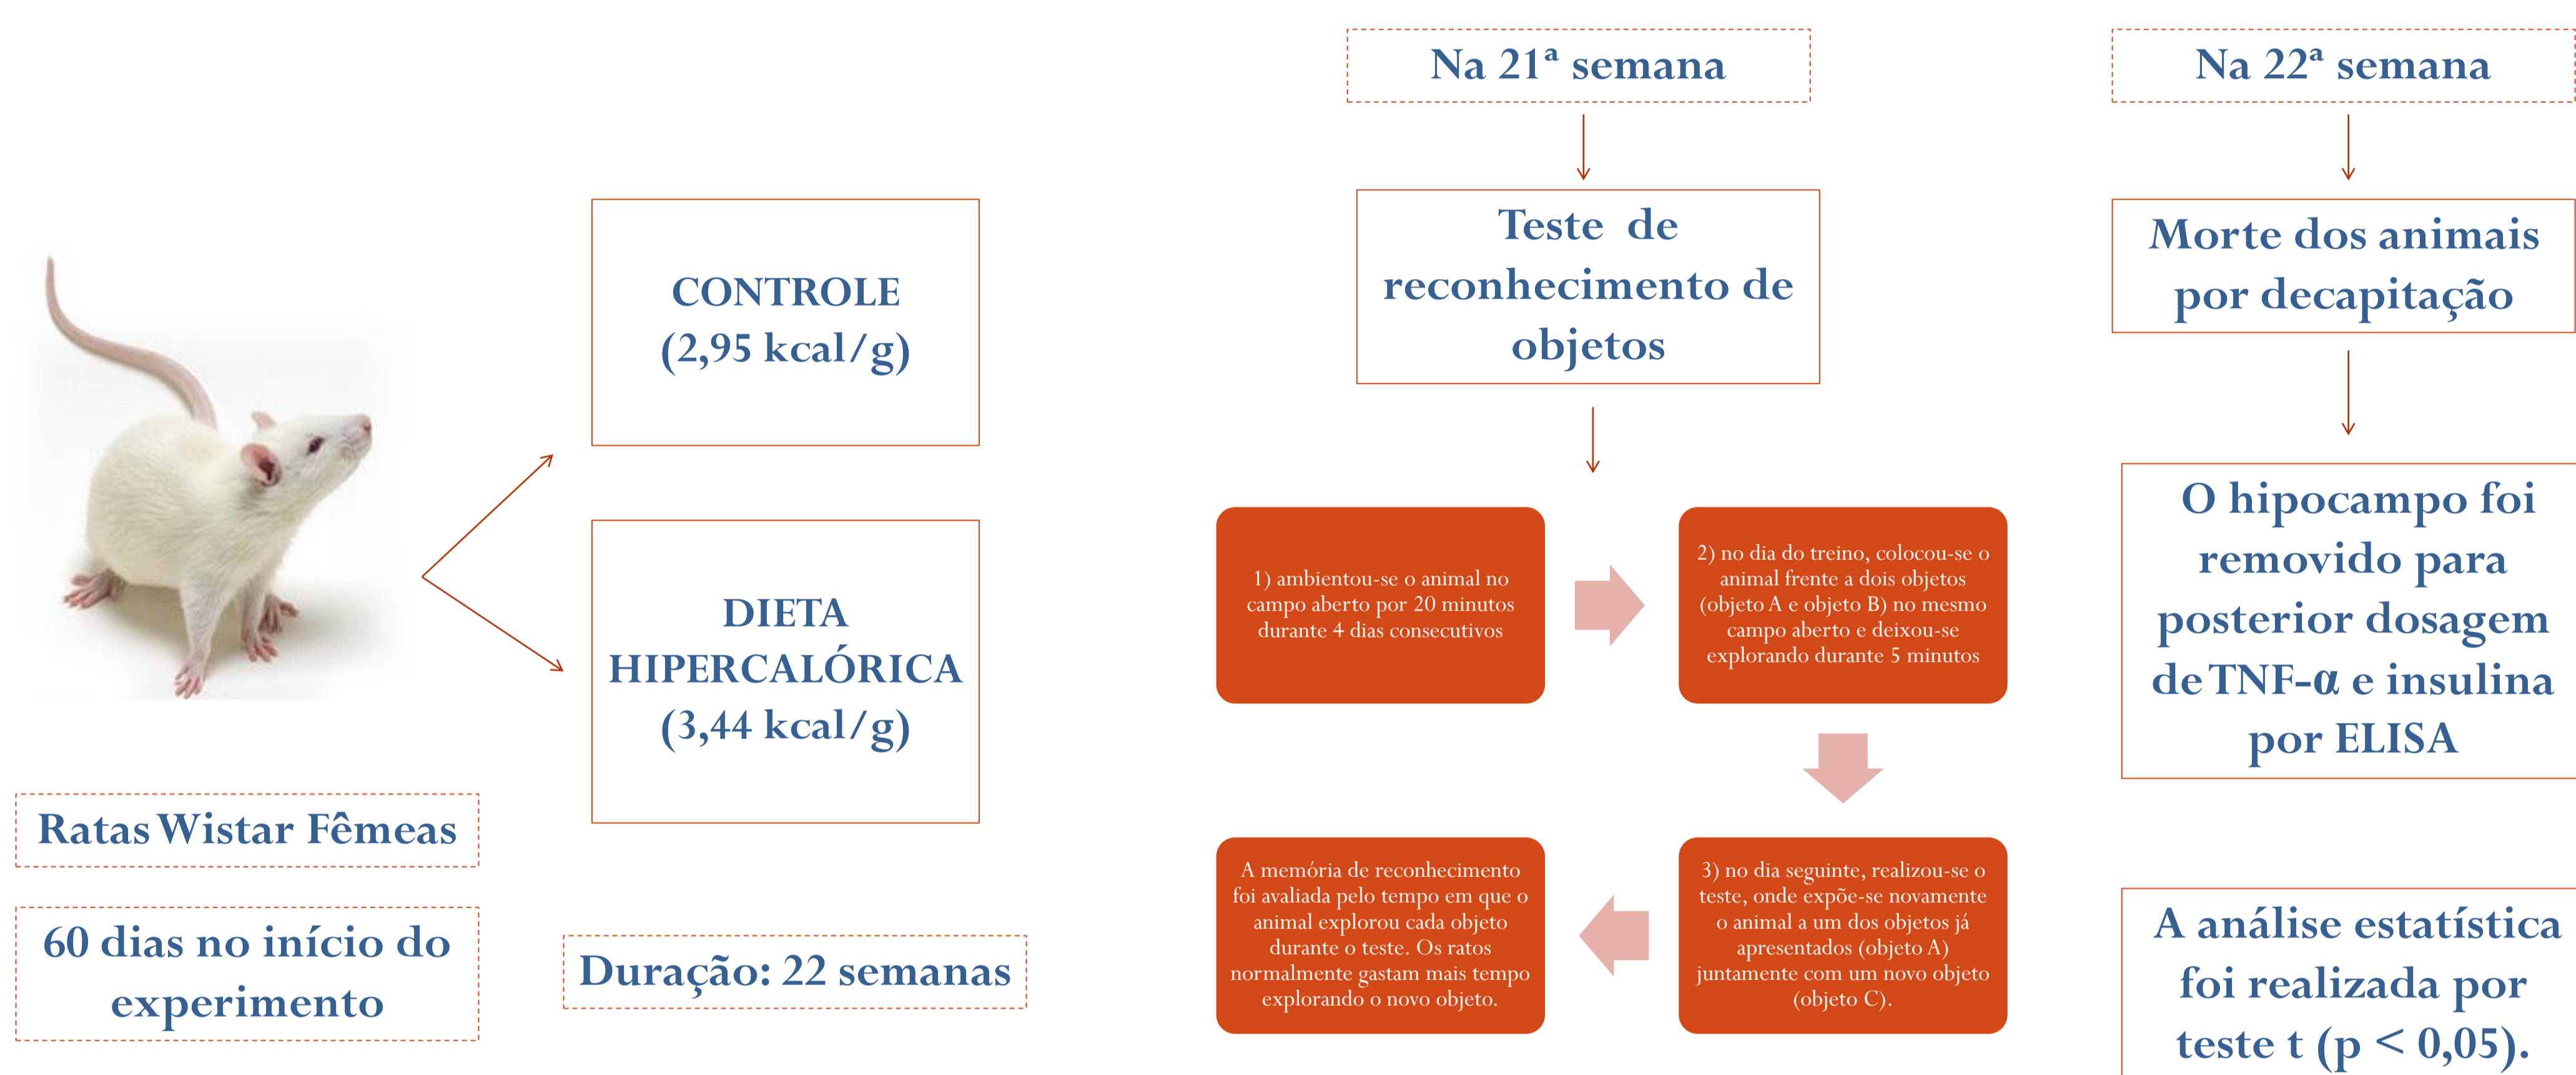 CONTROLE
(2,95 kcal/g)
DIETA
HIPERCALÓRICA
(3,44 kcal/g)
Ratas Wistar Fêmeas
60 dias no início do
experimento
Duração: 22 semanas
Na 21ª semana
Teste de
reconhecimento de
objetos
1) ambientou-se o animal no
campo aberto por 20 minutos
durante 4 dias consecutivos
2) no dia do treino, colocou-se o
animal frente a dois objetos
(objeto A e objeto B) no mesmo
campo aberto e deixou-se
explorando durante 5 minutos
3) no dia seguinte, realizou-se o
teste, onde expõe-se novamente
o animal a um dos objetos já
apresentados (objeto A)
juntamente com um novo objeto
(objeto C).
A memória de reconhecimento
foi avaliada pelo tempo em que o
animal explorou cada objeto
durante o teste. Os ratos
normalmente gastam mais tempo
explorando o novo objeto.
Na 22ª semana
Morte dos animais
por decapitação
O hipocampo foi
removido para
posterior dosagem
de TNF-α e insulina
por ELISA
A análise estatística
foi realizada por
teste t (p < 0,05).